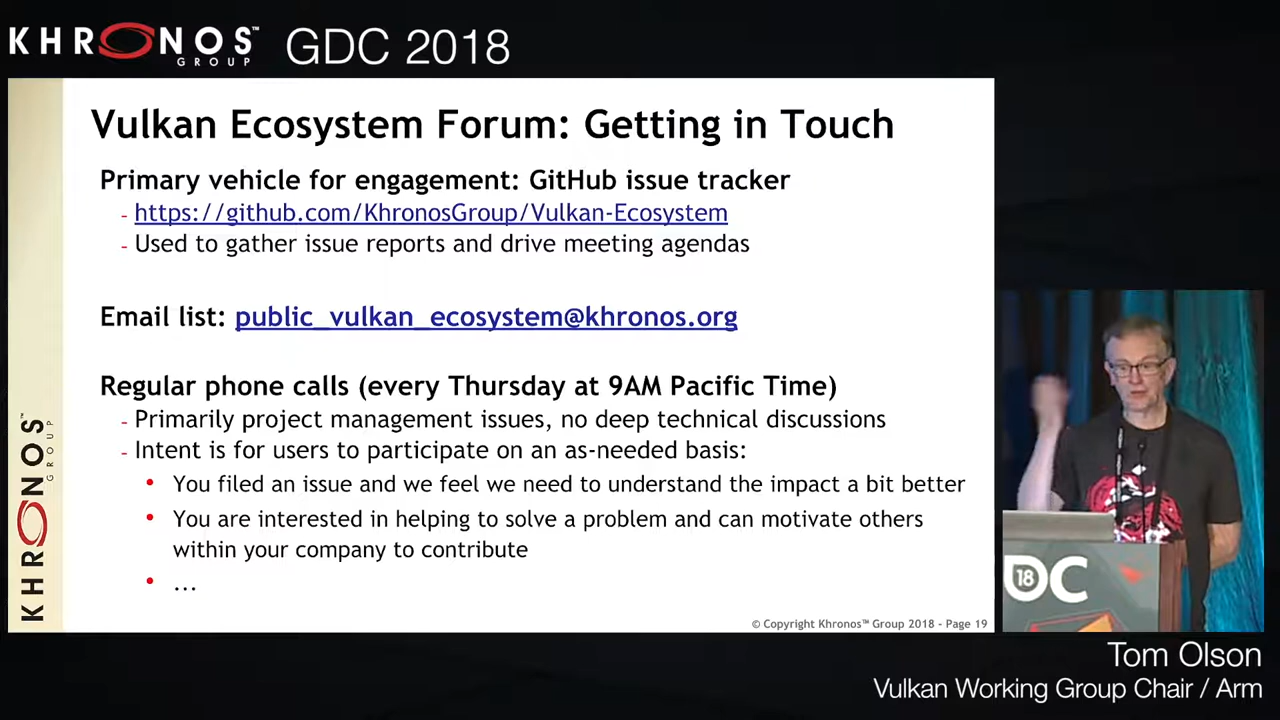 KHRONOS™ GROUP GDC 2018
Vulkan Ecosystem Forum: Getting in Touch
Primary vehicle for engagement: GitHub issue tracker
- https://github.com/KhronosGroup/Vulkan-Ecosystem
- Used to gather issue reports and drive meeting agendas
Email list: public_vulkan_ecosystem@khronos.org
Regular phone calls (every Thursday at 9AM Pacific Time)
- Primarily project management issues, no deep technical discussions
- Intent is for users to participate on an as-needed basis:
• You filed an issue and we feel we need to understand the impact a bit better
• You are interested in helping to solve a problem and can motivate others
within your company to contribute
• ...
© Copyright Khronos™ Group 2018 - Page 19
KHRONOS™ GROUP
18
DC
Tom Olson
Vulkan Working Group Chair / Arm